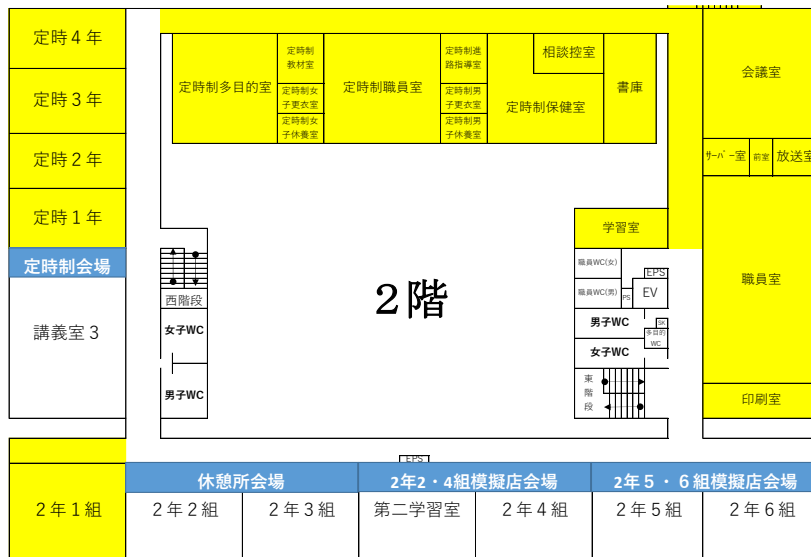 定時４年
定時３年
定時２年
定時１年
定時制会場
講義室３
定時制多目的室
定時制
教材室
定時制女
子更衣室
定時制女
子休養室
定時制職員室
定時制進
路指導室
定時制男
子更衣室
定時制男
子休養室
相談控室
定時制保健室
書庫
会議室
サーバー室
前室
放送室
職員室
印刷室
学習室
職員WC(女)
職員WC(男)
EPS
PS
EV
男子WC
SK
多目的
WC
女子WC
東
階
段
西階段
女子WC
男子WC
２階
EPS
休憩所会場
2年2・4組模擬店会場
2年５・６組模擬店会場
２年１組
２年２組
２年３組
第二学習室
２年４組
２年５組
２年６組